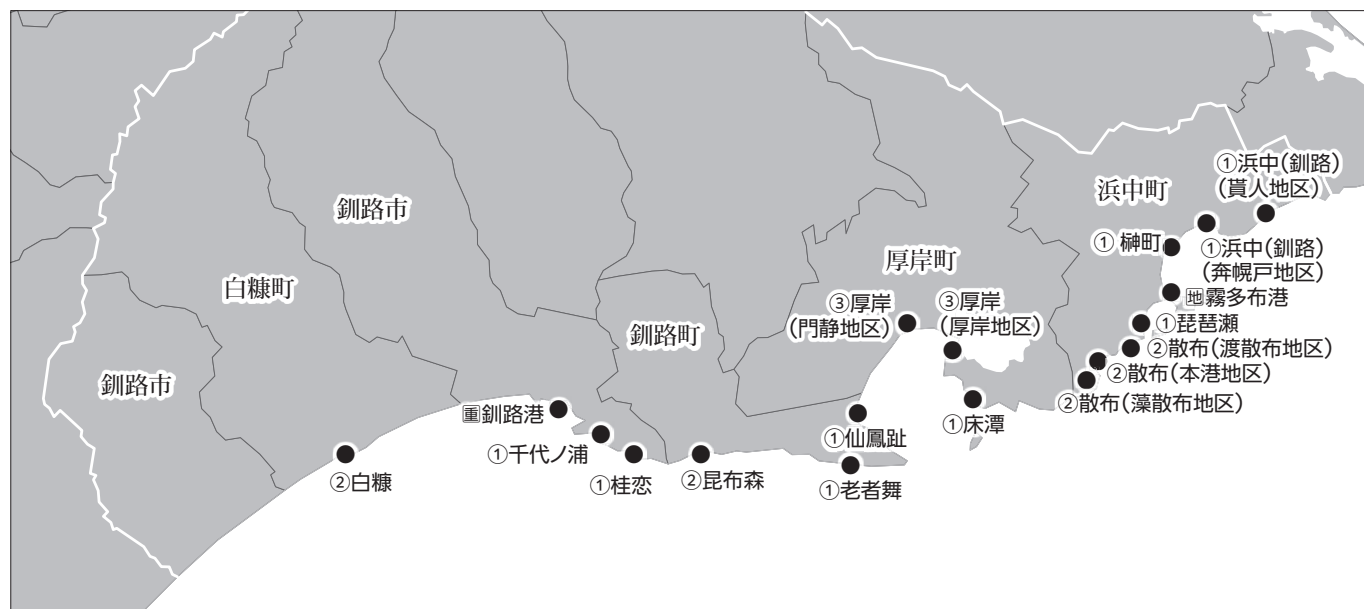 ①浜中（釧路）
（貰人地区）
浜中町
釧路市
① 榊町
①浜中（釧路）
（奔幌戸地区）
厚岸町
白糠町
地霧多布港
③厚岸
（門静地区）
③厚岸
（厚岸地区）
①琵琶瀬
釧路町
②散布（渡散布地区）
②散布（本港地区）
釧路市
②散布（藻散布地区）
重釧路港
①床潭
①仙鳳趾
①千代ノ浦
②白糠
①桂恋
②昆布森
①老者舞